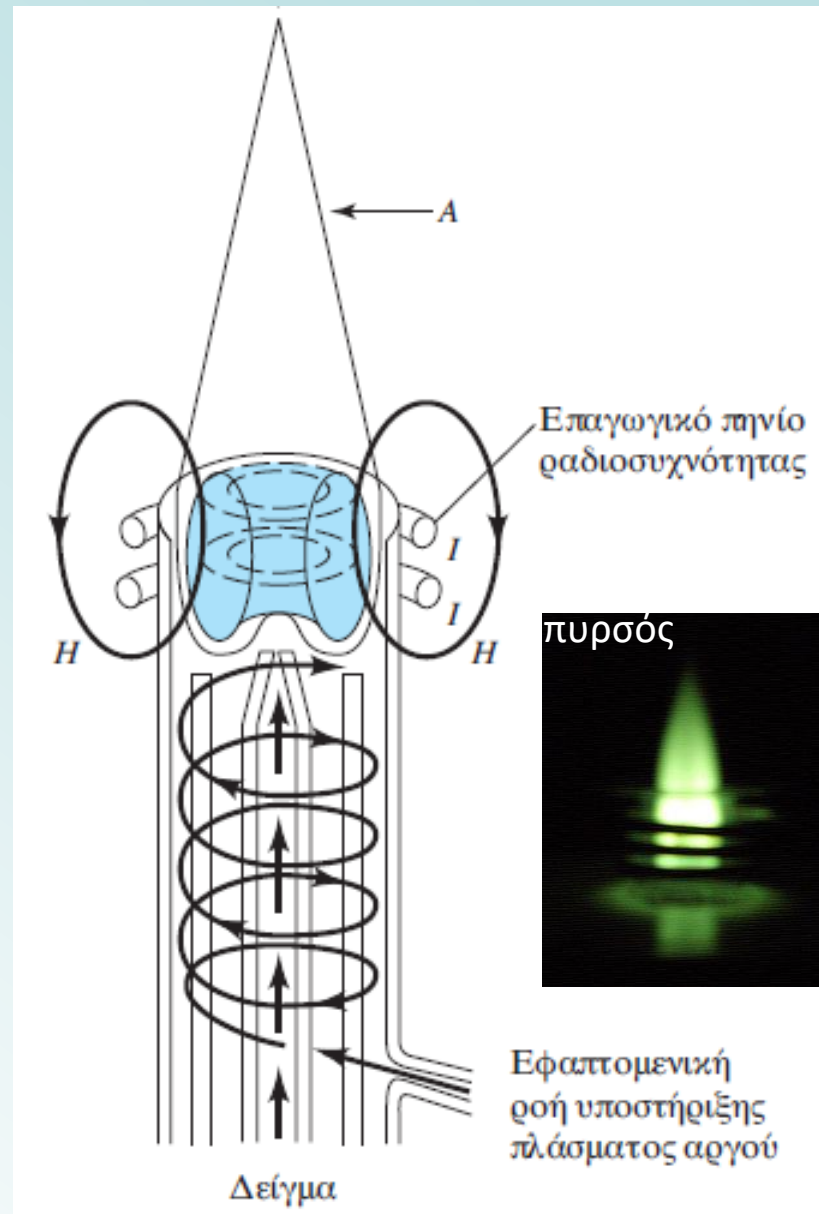 A
Επαγωγικό πηνίο
ραδιοσυχνότητας
I
I
H
H
πυρσός
Εφαπτομενική
ροή υποστήριξης
πλάσματος αργού
Δείγμα